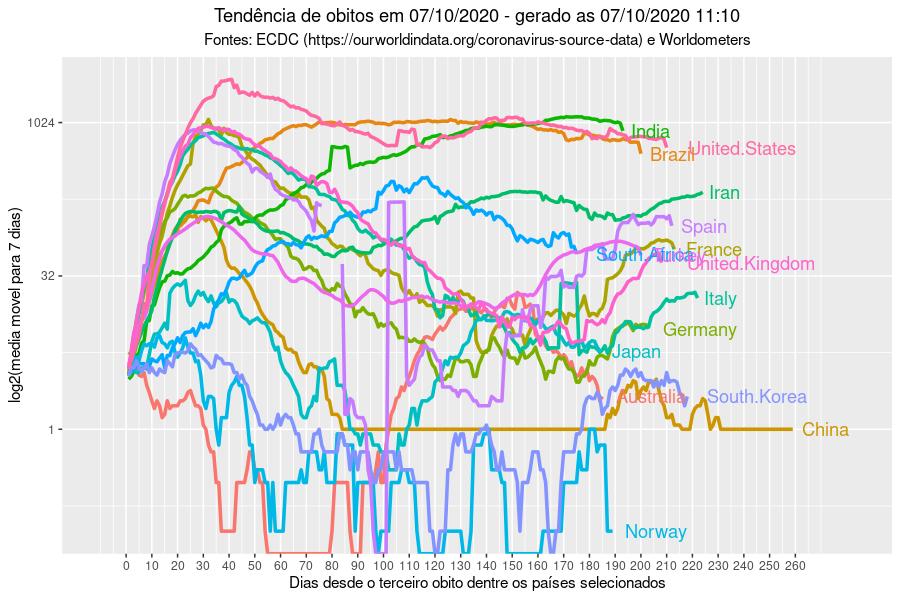 Tendência de obitos em 07/10/2020 - gerado as 07/10/2020 11:10
Fontes: ECDC (https://ourworldindata.org/coronavirus-source-data) e Worldometers
log2(media movel para 7 dias)
1024
32
1
India
United.States
Brazil
Iran
Spain
France
South.Africa
United.Kingdom
Italy
Germany
Japan
Australia
South.Korea
China
Norway
0 10 20 30 40 50 60 70 80 90 100 110 120 130 140 150 160 170 180 190 200 210 220 230 240 250 260
Dias desde o terceiro obito dentre os países selecionados